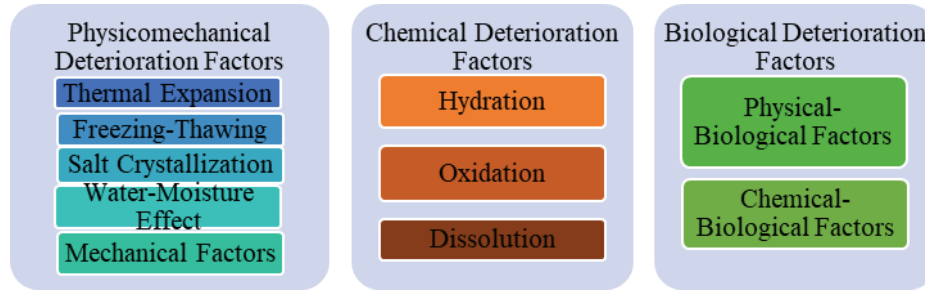 Physicomechanical
Deterioration Factors
Thermal Expansion
Freezing-Thawing
Salt Crystallization
Water-Moisture
Effect
Mechanical Factors
Chemical Deterioration
Factors
Hydration
Oxidation
Dissolution
Biological Deterioration
Factors
Physical-
Biological Factors
Chemical-
Biological Factors